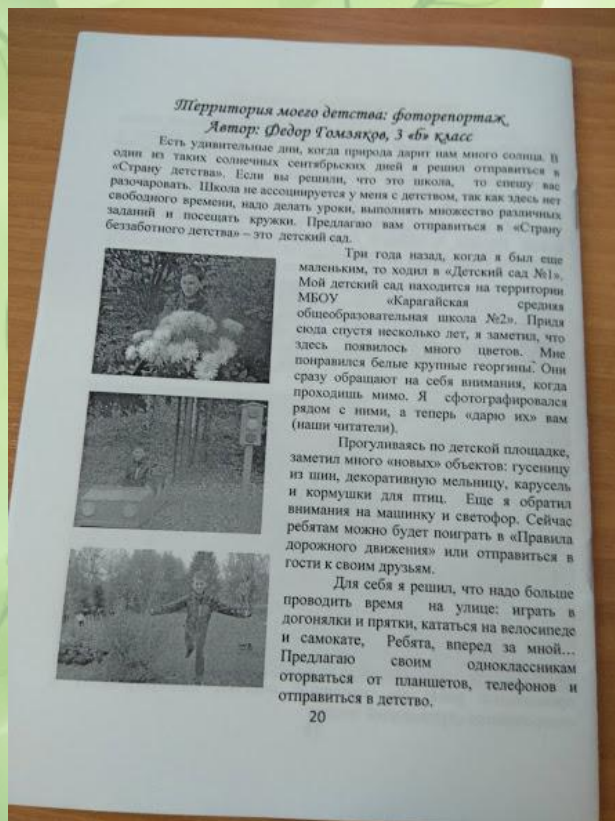 Территория моего детства: фоторепортаж
Автор: Федор Гомзяков, 3 «б» класс
Есть удивительные дни, когда природа дарит нам много солнца. В
один из таких солнечных сентябрьских дней я решил отправиться в
«Страну детства». Если вы решили, что это школа, то спешу вас
разочаровать. Школа не ассоциируется у меня с детством, так как здесь нет
свободного времени, надо делать уроки, выполнять множество различных
заданий и посещать кружки. Предлагаю вам отправиться в «Страну
беззаботного детства» – это детский сад.
Три года назад, когда я был еще
маленьким, то ходил в «Детский сад №1».
Мой детский сад находится на территории
МБОУ «Карагайская средняя
общеобразовательная школа №2». Придя
сюда спустя несколько лет, я заметил, что
здесь появилось много цветов. Мне
понравился белые крупные георгины. Они
сразу обращают на себя внимания, когда
проходишь мимо. Я сфотографировался
рядом с ними, а теперь «дарю их» вам
(наши читатели).
Прогуливаясь по детской площадке,
заметил много «новых» объектов: гусеницу
из шин, декоративную мельницу, карусель
и кормушки для птиц. Еще я обратил
внимания на машинку и светофор. Сейчас
ребятам можно будет поиграть в «Правила
дорожного движения» или отправиться в
гости к своим друзьям.
Для себя я решил, что надо больше
проводить время на улице: играть в
догонялки и прятки, кататься на велосипеде
и самокате, Ребята, вперед за мной...
Предлагаю своим одноклассникам
оторваться от планшетов, телефонов и
отправиться в детство.
20